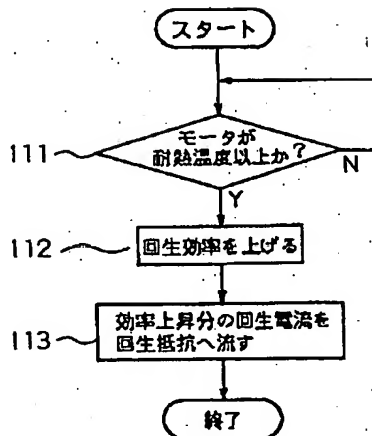 スタート
モータが
111
耐熱温度以上か?
N
Y
112
回生効率を上げる
効率上昇分の回生電流を
113
回生抵抗へ流す
終了